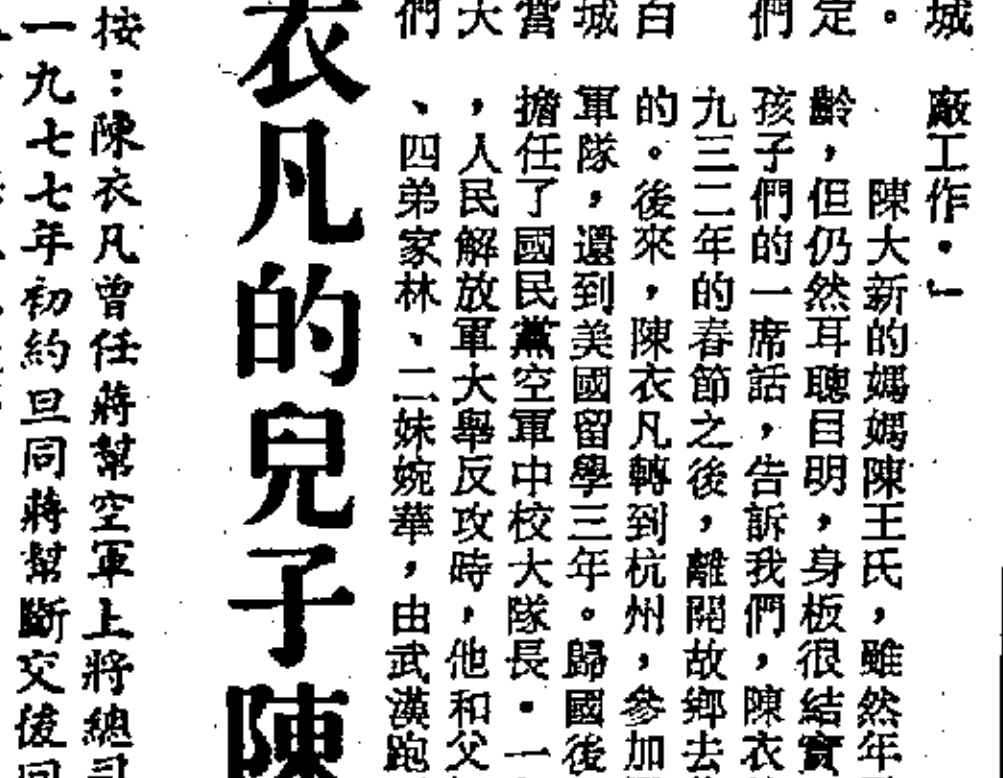 城
。
定
們
白
城
營
大
們
廠工作。」
陳大新的媽媽陳王氏，雖然年
齡，但仍然耳聰目明，身板很結實
孩子們的一席話，告訴我們，陳衣
九三二年的春節之後，離開故鄉去
的。後來，陳衣凡轉到杭州，參加
軍隊，還到美國留學三年。歸國後
擔任了國民黨空軍中校大隊長。一
，人民解放軍大舉反攻時，他和父
、四弟家林、二妹婉華，由武漢跑
衣凡的兒子陳
按：陳衣凡曾任蔣幫空軍上將總司
一九七七年初約旦同蔣幫斷交後回